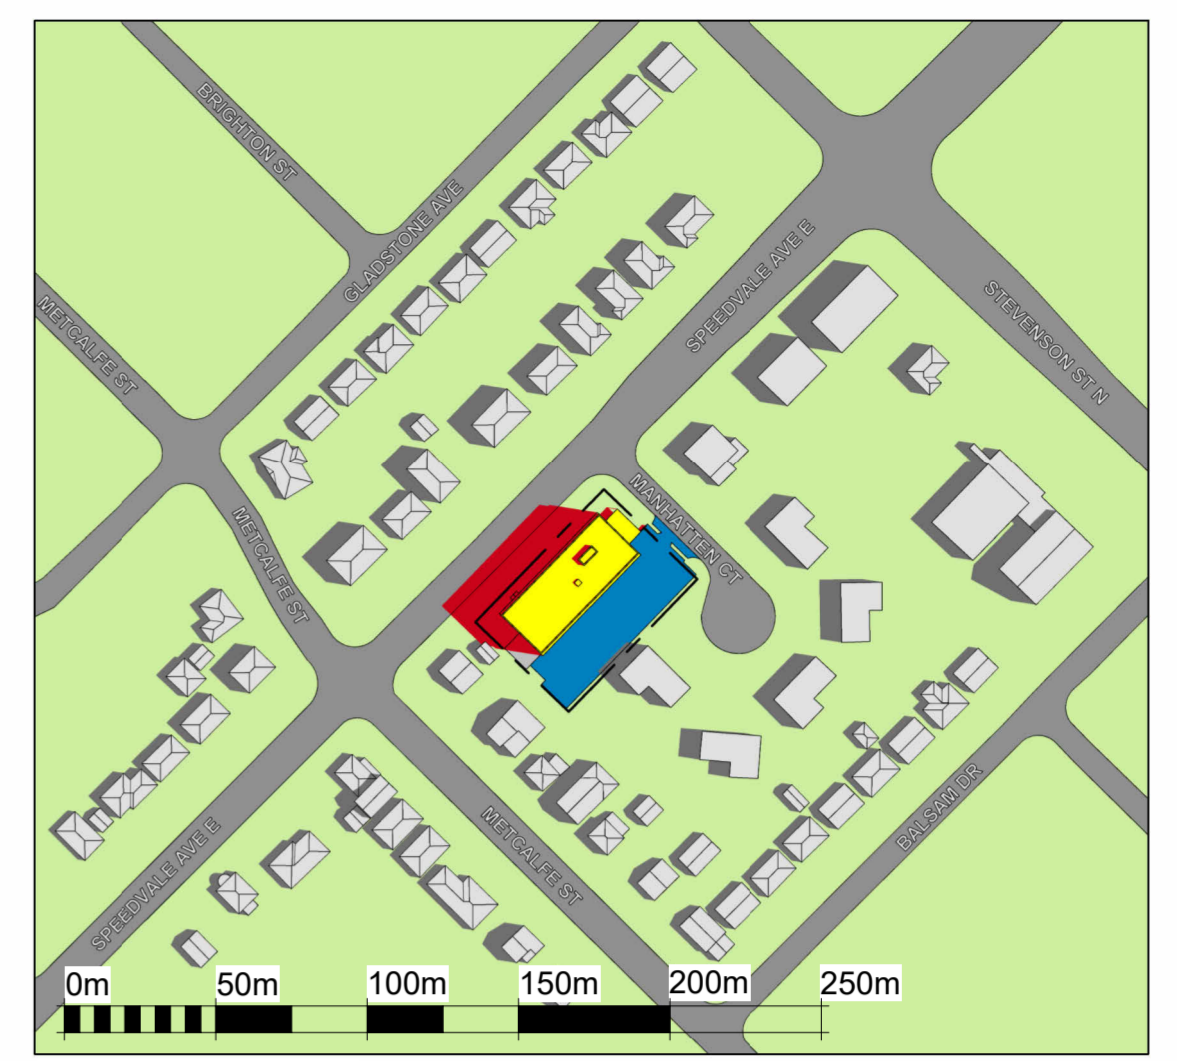 BRIGHTON ST
GLADSTONE AVE
SPEEDVALE AVE E
STEVENSON ST N
METCALFE ST
METCALFE ST
MANHATTEN CT
METCALFE ST
BALSAM DR
SPEEDVALE AVE E
0m 50m 100m 150m 200m 250m